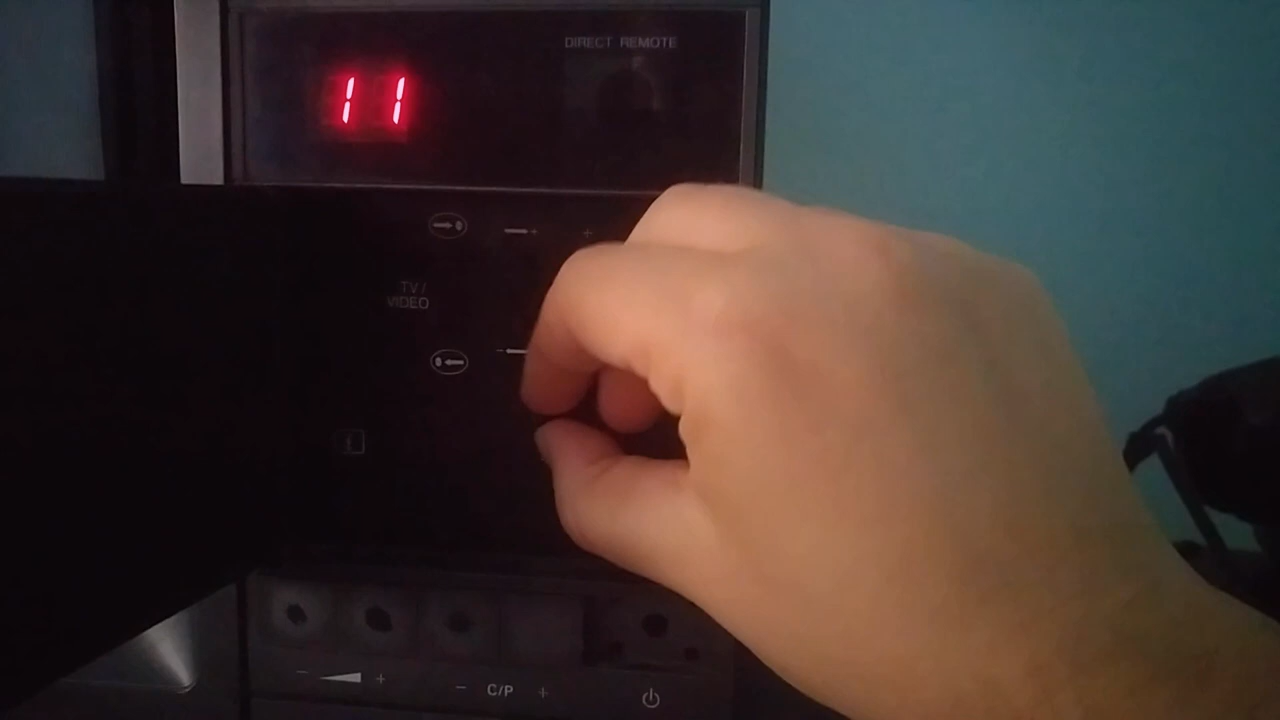 DIRECT REMOTE
11
+
TV /
VIDEO
- + - C/P +